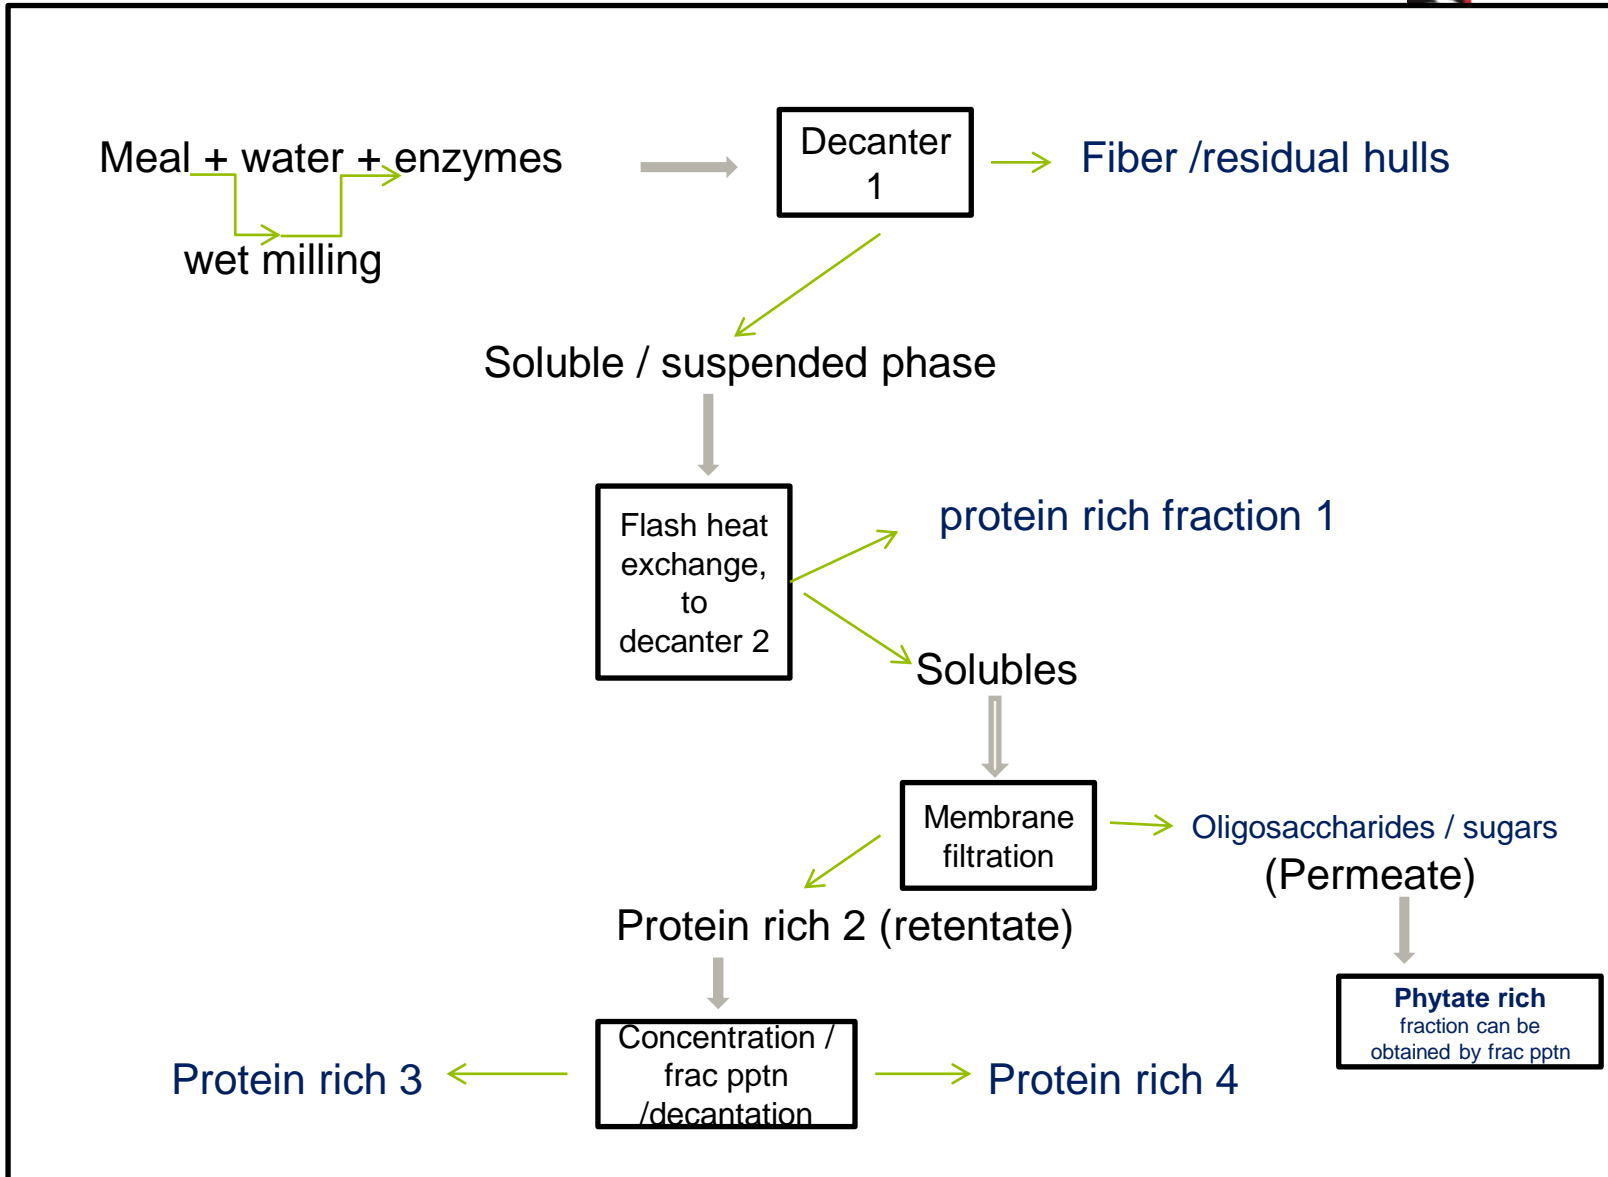 Meal + water + enzymes
wet milling
Decanter
1
Fiber /residual hulls
Soluble / suspended phase
Flash heat
exchange,
to
decanter 2
protein rich fraction 1
Solubles
Membrane
filtration
Oligosaccharides / sugars
(Permeate)
Protein rich 2 (retentate)
Phytate rich
fraction can be
obtained by frac pptn
Concentration /
frac pptn
/decantation
Protein rich 3
Protein rich 4